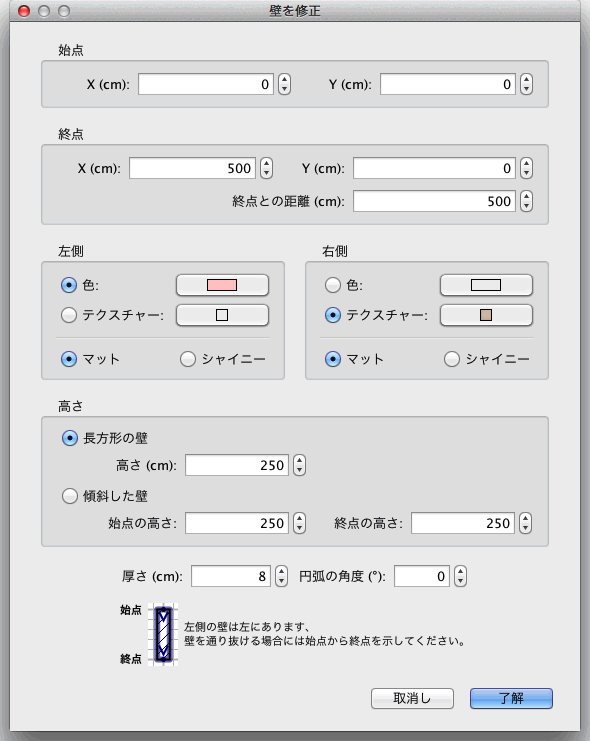 壁を修正
始点
X (cm): 0 Y (cm): 0
終点
X (cm): 500 Y (cm): 0
終点との距離 (cm): 500
左側 右側
色: 色:
テクスチャー: テクスチャー:
マット シャイニー マット シャイニー
高さ
長方形の壁
高さ (cm): 250
傾斜した壁
始点の高さ: 250 終点の高さ: 250
厚さ (cm): 8 円弧の角度 (°): 0
始点
左側の壁は左にあります、
壁を通り抜ける場合には始点から終点を示してください。
終点
取消し 了解